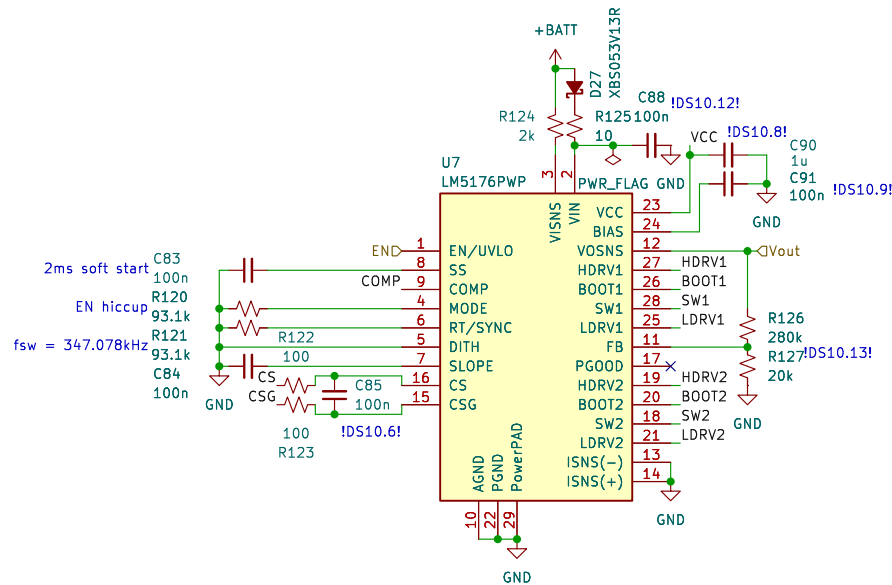 +BATT
D27
XBS053V13R
R124
2k
R125
10
C88
100n
!DS10.12!
VCC
!DS10.8!
C90
1u
C91
100n
!DS10.9!
GND
PWR_FLAG
GND
U7
LM5176PWP
3
2
VISNS
VIN
EN
1
EN/UVLO
2ms soft start
C83
100n
8
SS
COMP
9
COMP
EN hiccup
R120
93.1k
4
MODE
fsw = 347.078kHz
R121
93.1k
6
RT/SYNC
5
DITH
C84
100n
7
SLOPE
GND
R122
100
CS
16
CS
CSG
15
CSG
C85
100n
!DS10.6!
100
R123
VCC
23
BIAS
24
VOSNS
12
Vout
HDRV1
27
HDRV1
BOOT1
26
BOOT1
SW1
28
SW1
LDRV1
25
LDRV1
FB
11
R126
280k
R127
20k
!DS10.13!
GND
PGOOD
17
HDRV2
19
HDRV2
BOOT2
20
BOOT2
SW2
18
SW2
LDRV2
21
LDRV2
ISNS(-)
13
ISNS(+)
14
GND
AGND
PGND
PowerPAD
10
22
29
GND